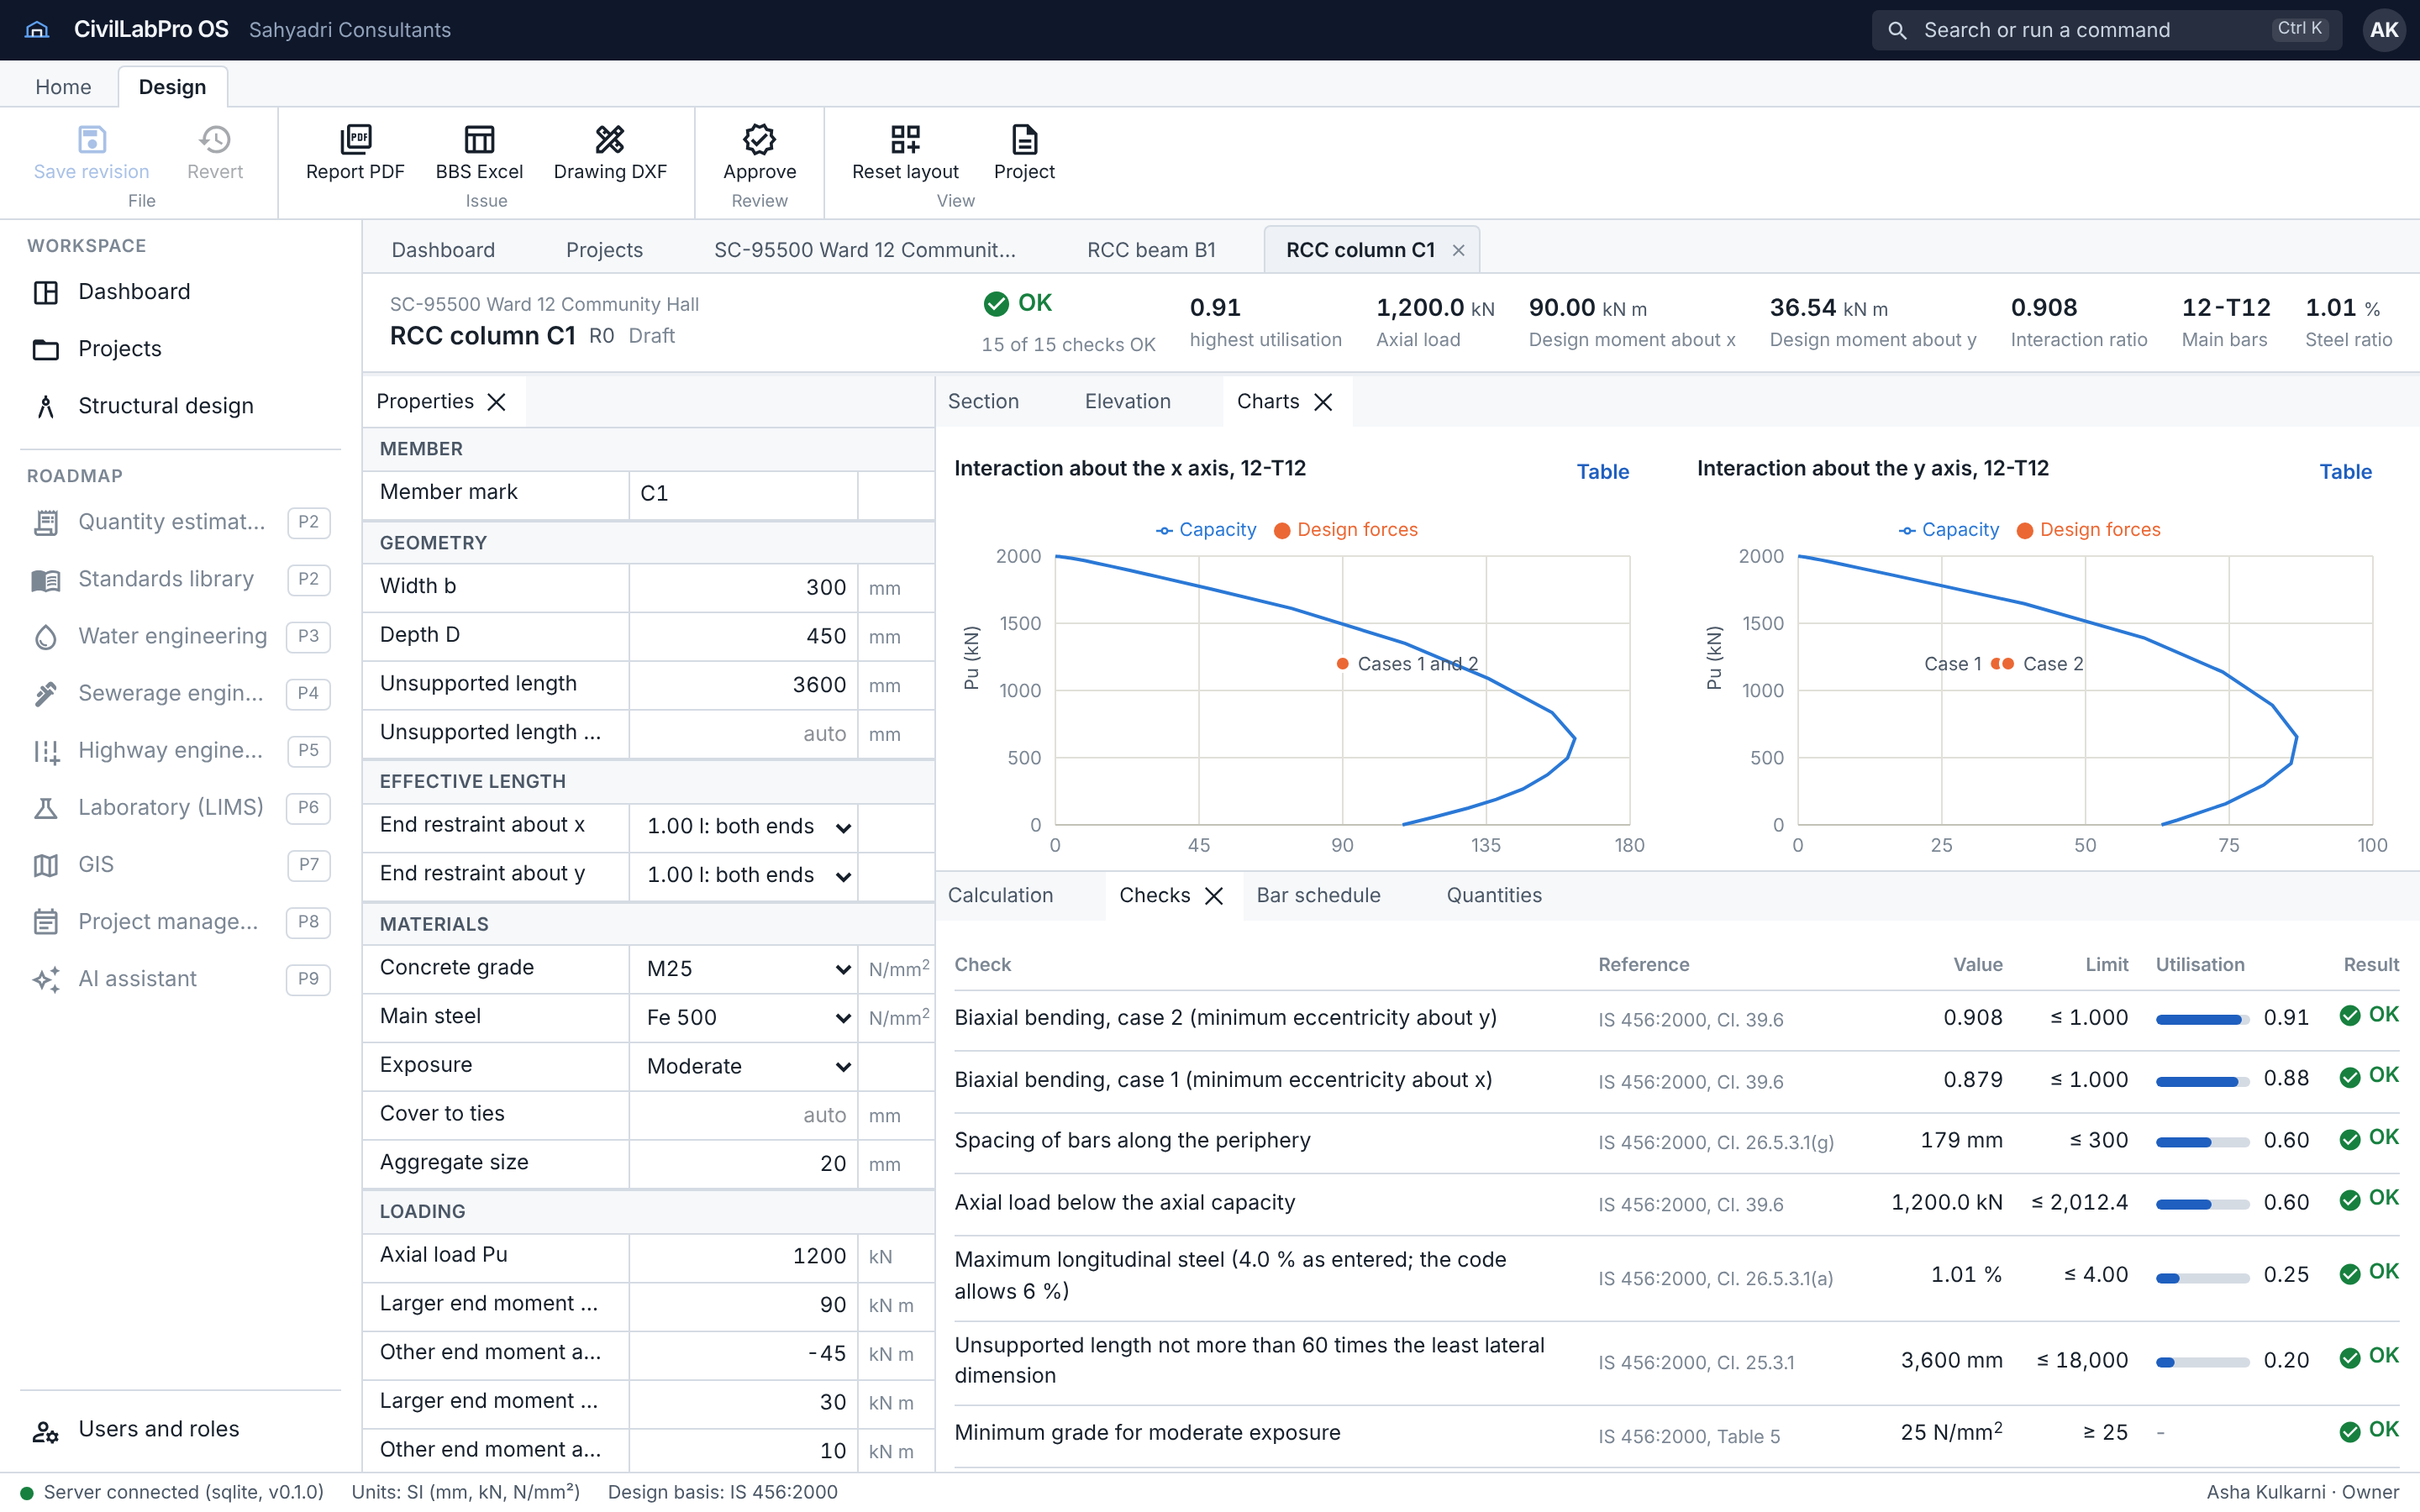 CivilLabPro OS Sahyadri Consultants Search or run a command Ctrl K AK
Home Design
Save revision Revert Report PDF BBS Excel Drawing DXF Approve Reset layout Project
File Issue Review View
WORKSPACE
Dashboard
Projects
Structural design
ROADMAP
Quantity estimat... P2
Standards library P2
Water engineering P3
Sewerage engin... P4
Highway engine... P5
Laboratory (LIMS) P6
GIS P7
Project manage... P8
AI assistant P9
Users and roles
Dashboard Projects SC-95500 Ward 12 Communit... RCC beam B1 RCC column C1
SC-95500 Ward 12 Community Hall
RCC column C1 R0 Draft
OK
15 of 15 checks OK
0.91
highest utilisation
1,200.0 kN
Axial load
90.00 kN m
Design moment about x
36.54 kN m
Design moment about y
0.908
Interaction ratio
12-T12
Main bars
1.01 %
Steel ratio
Properties
MEMBER
Member mark C1
GEOMETRY
Width b 300 mm
Depth D 450 mm
Unsupported length 3600 mm
Unsupported length ... auto mm
EFFECTIVE LENGTH
End restraint about x 1.00 l: both ends
End restraint about y 1.00 l: both ends
MATERIALS
Concrete grade M25 N/mm²
Main steel Fe 500 N/mm²
Exposure Moderate
Cover to ties auto mm
Aggregate size 20 mm
LOADING
Axial load Pu 1200 kN
Larger end moment ... 90 kN m
Other end moment a... -45 kN m
Larger end moment ... 30 kN m
Other end moment a... 10 kN m
Section Elevation Charts
Interaction about the x axis, 12-T12 Table
Capacity Design forces
Pu (kN)
2000
1500
1000
500
0
Cases 1 and 2
0 45 90 135 180
Interaction about the y axis, 12-T12 Table
Capacity Design forces
Pu (kN)
2000
1500
1000
500
0
Case 1 Case 2
0 25 50 75 100
Calculation Checks Bar schedule Quantities
Check Reference Value Limit Utilisation Result
Biaxial bending, case 2 (minimum eccentricity about y) IS 456:2000, Cl. 39.6 0.908 ≤ 1.000 0.91 OK
Biaxial bending, case 1 (minimum eccentricity about x) IS 456:2000, Cl. 39.6 0.879 ≤ 1.000 0.88 OK
Spacing of bars along the periphery IS 456:2000, Cl. 26.5.3.1(g) 179 mm ≤ 300 0.60 OK
Axial load below the axial capacity IS 456:2000, Cl. 39.6 1,200.0 kN ≤ 2,012.4 0.60 OK
Maximum longitudinal steel (4.0 % as entered; the code
allows 6 %) IS 456:2000, Cl. 26.5.3.1(a) 1.01 % ≤ 4.00 0.25 OK
Unsupported length not more than 60 times the least lateral
dimension IS 456:2000, Cl. 25.3.1 3,600 mm ≤ 18,000 0.20 OK
Minimum grade for moderate exposure IS 456:2000, Table 5 25 N/mm² ≥ 25 - OK
Server connected (sqlite, v0.1.0) Units: SI (mm, kN, N/mm²) Design basis: IS 456:2000 Asha Kulkarni · Owner